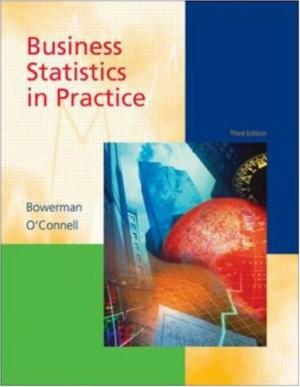 Business
Statistics
in Practice
Third Edition
Bowerman
O'Connell